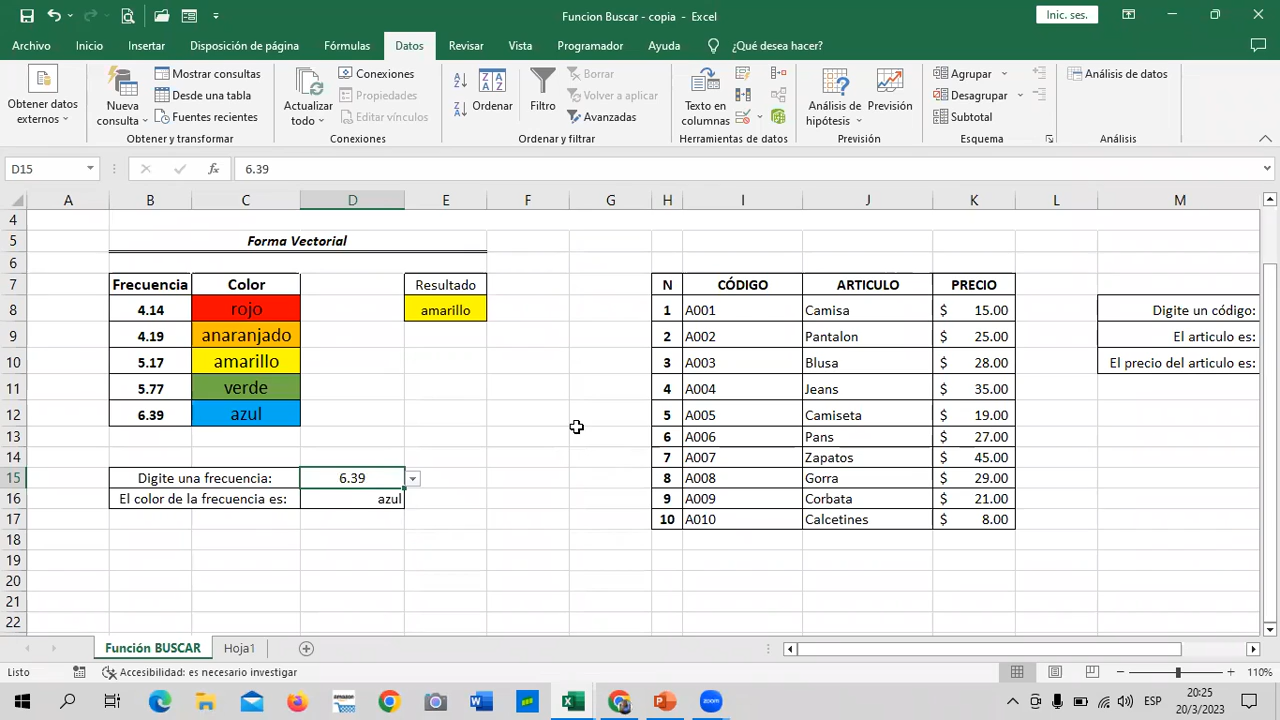 Funcion Buscar - copia - Excel
Inic. ses.
Archivo Inicio Insertar Disposición de página Fórmulas Datos Revisar Vista Programador Ayuda ¿Qué desea hacer?
Obtener datos externos
Nueva consulta
Mostrar consultas
Desde una tabla
Fuentes recientes
Obtener y transformar
Actualizar todo
Conexiones
Propiedades
Editar vínculos
Conexiones
Ordenar
Filtro
Borrar
Volver a aplicar
Avanzadas
Ordenar y filtrar
Texto en columnas
Herramientas de datos
Análisis de hipótesis
Previsión
Previsión
Agrupar
Desagrupar
Subtotal
Esquema
Análisis de datos
Análisis
D15 fx 6.39
A B C D E F G H I J K L M
4
5 Forma Vectorial
6
7 Frecuencia Color Resultado N CÓDIGO ARTICULO PRECIO
8 4.14 rojo amarillo 1 A001 Camisa $ 15.00 Digite un código:
9 4.19 anaranjado 2 A002 Pantalon $ 25.00 El articulo es:
10 5.17 amarillo 3 A003 Blusa $ 28.00 El precio del articulo es:
11 5.77 verde 4 A004 Jeans $ 35.00
12 6.39 azul 5 A005 Camiseta $ 19.00
13 6 A006 Pans $ 27.00
14 7 A007 Zapatos $ 45.00
15 Digite una frecuencia: 6.39 8 A008 Gorra $ 29.00
16 El color de la frecuencia es: azul 9 A009 Corbata $ 21.00
17 10 A010 Calcetines $ 8.00
18
19
20
21
22
Función BUSCAR Hoja1
Listo Accesibilidad: es necesario investigar 110%
ESP 20:25
20/3/2023